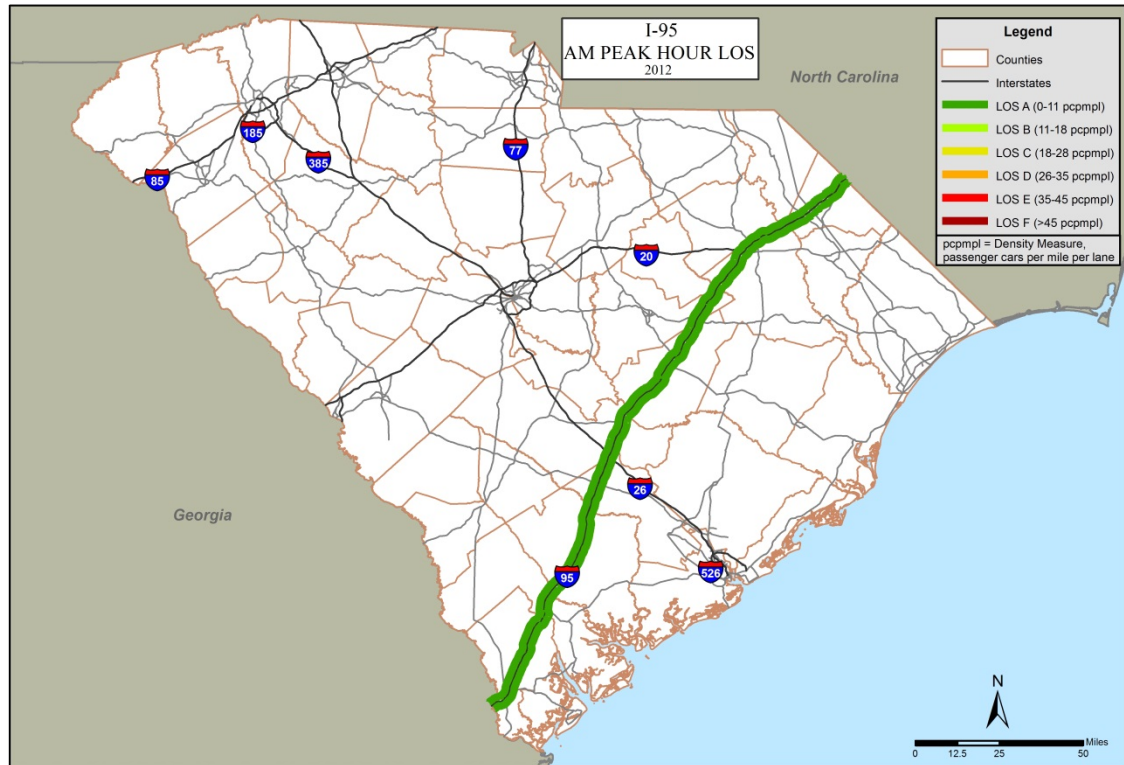 I-95
AM PEAK HOUR LOS
2012
North Carolina
Legend
Counties
Interstates
LOS A (0-11 pcpmpl)
LOS B (11-18 pcpmpl)
LOS C (18-28 pcpmpl)
LOS D (26-35 pcpmpl)
LOS E (35-45 pcpmpl)
LOS F (>45 pcpmpl)
pcpmpl = Density Measure,
passenger cars per mile per lane
185
77
385
85
20
26
Georgia
95
526
N
Miles
0 12.5 25 50